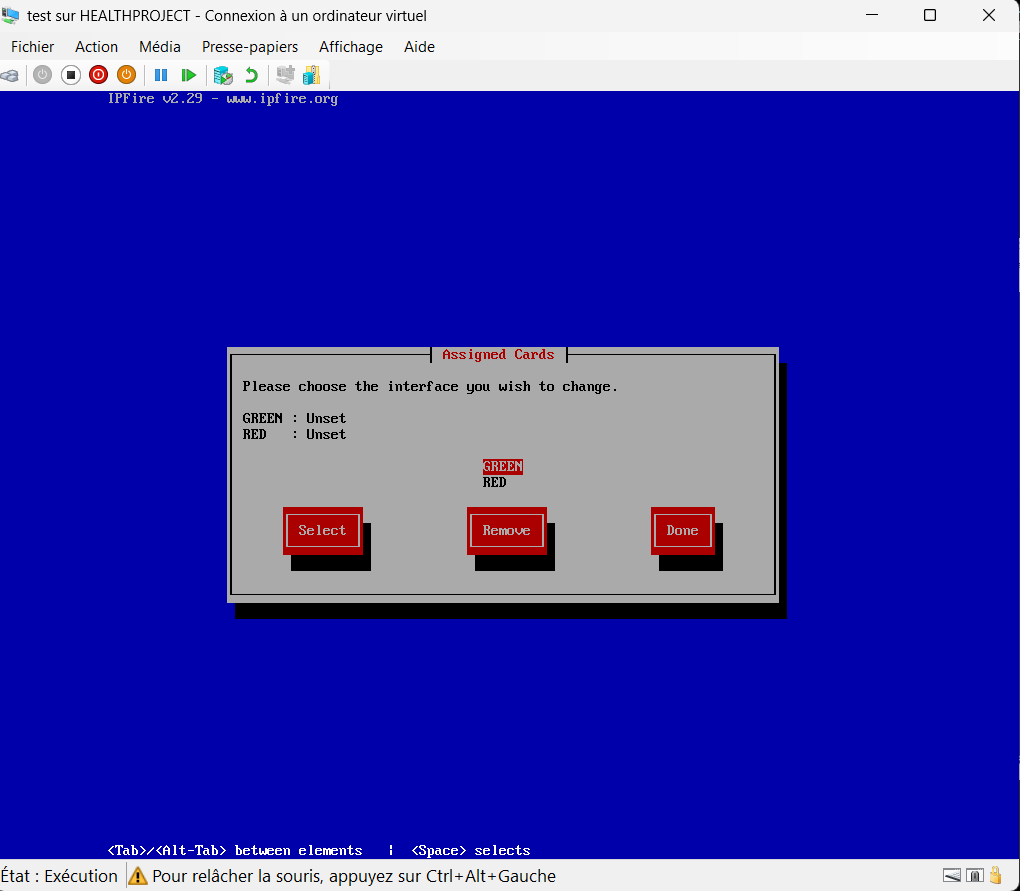 test sur HEALTHPROJECT - Connexion à un ordinateur virtuel
Fichier Action Média Presse-papiers Affichage Aide
IPFire v2.29 - www.ipfire.org
Assigned Cards
Please choose the interface you wish to change.
GREEN : Unset
RED : Unset
GREEN
RED
Select Remove Done
<Tab>/<Alt-Tab> between elements | <Space> selects
État : Exécution Pour relâcher la souris, appuyez sur Ctrl+Alt+Gauche